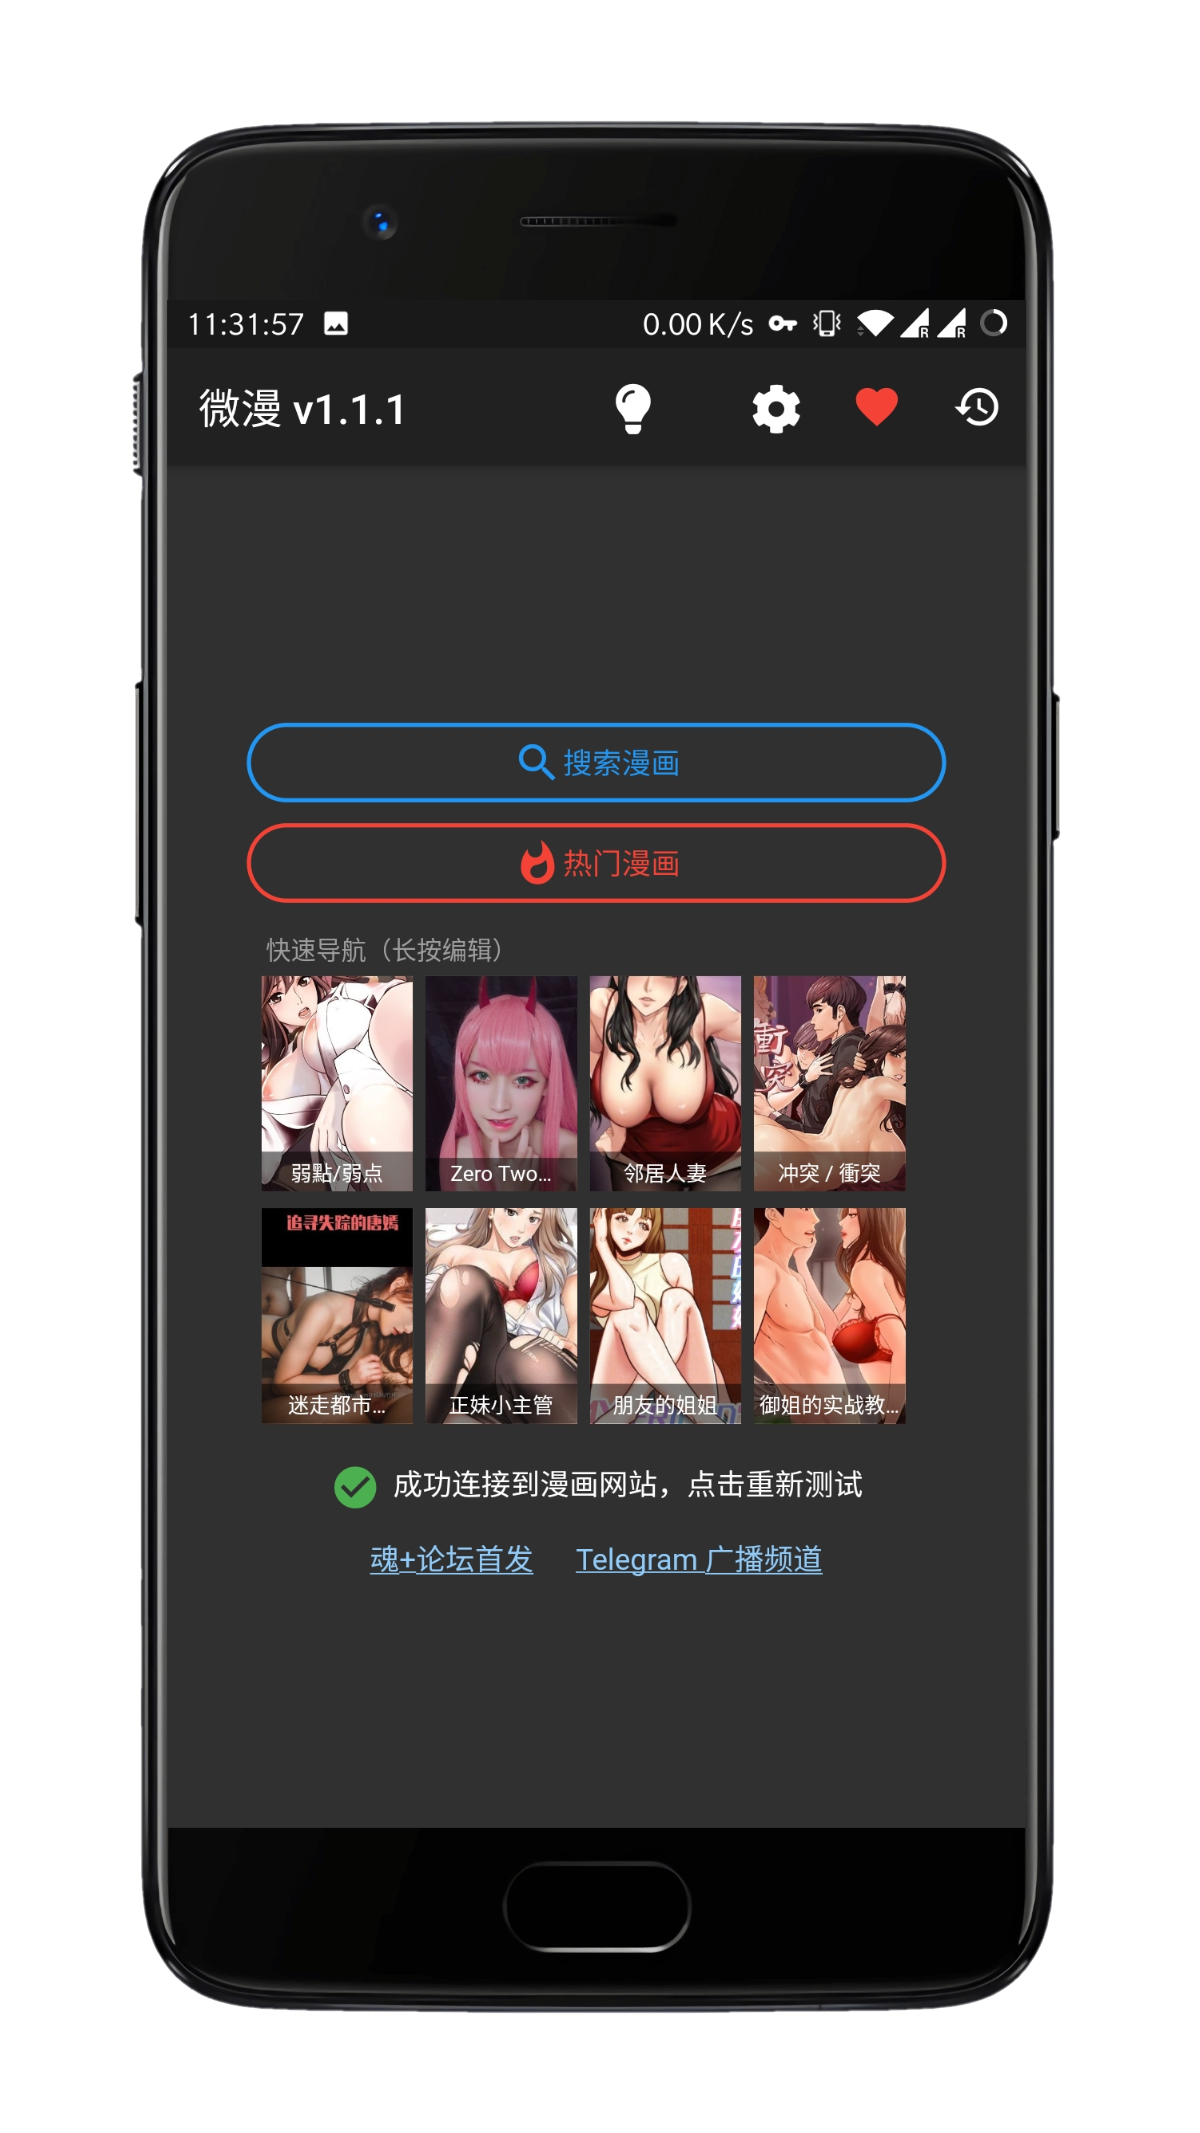 11:31:57 0.00 K/s
微漫 v1.1.1
搜索漫画
热门漫画
快速导航（长按编辑）
衝突
弱點/弱点 Zero Two... 邻居人妻 冲突 / 衝突
追寻失踪的唐嫣
迷走都市... 正妹小主管 朋友的姐姐 御姐的实战教...
成功连接到漫画网站，点击重新测试
魂+论坛首发 Telegram 广播频道